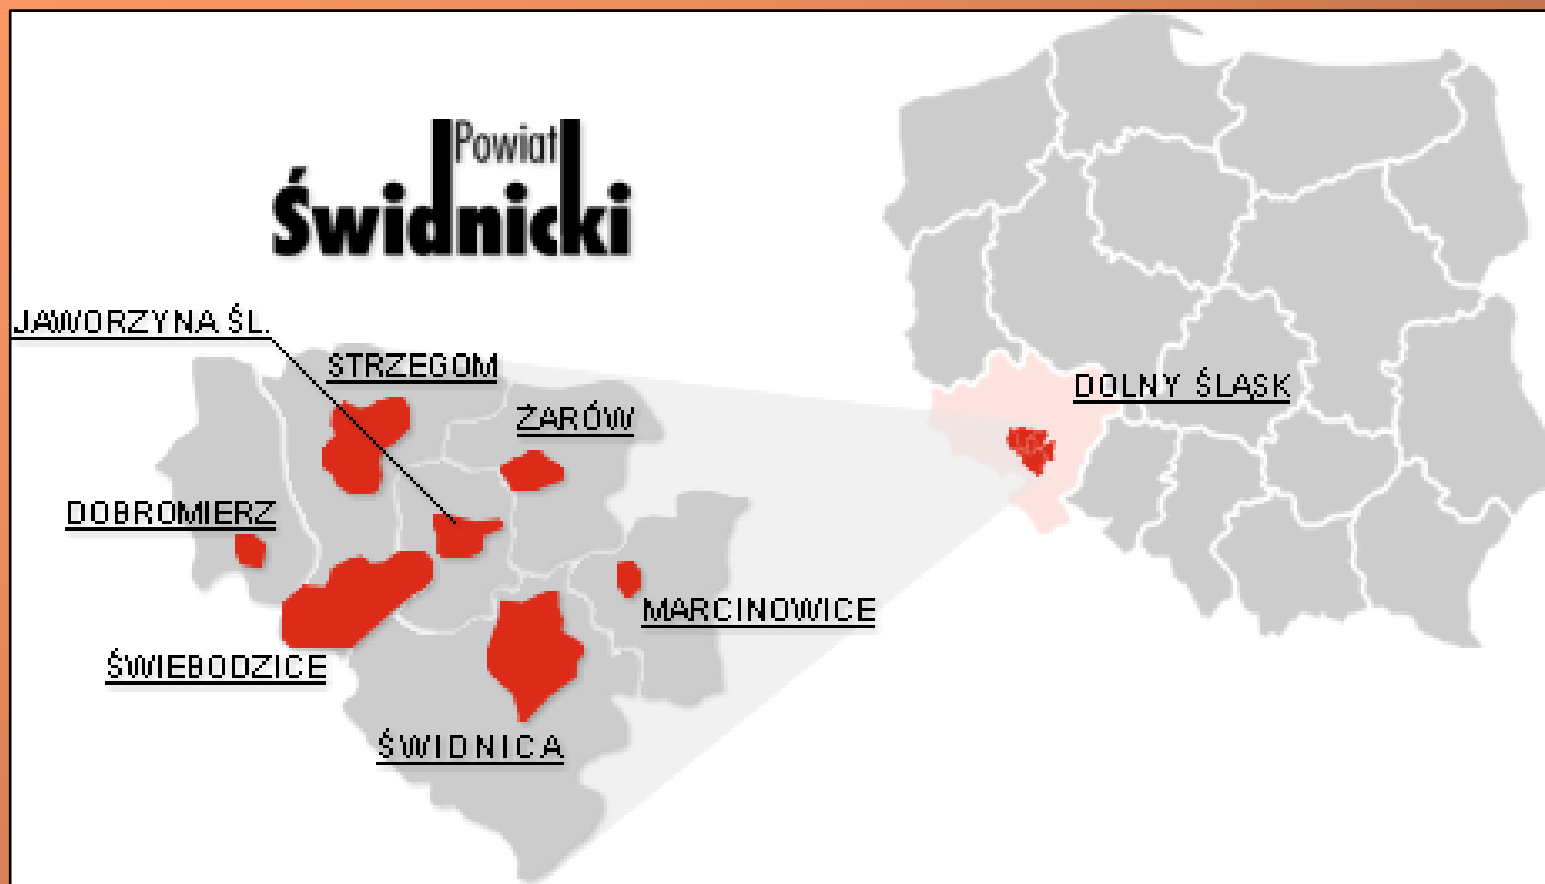 Powiat
Świdnicki
JAWORZYNA ŚL.
STRZEGOM
ŻARÓW
DOLNY ŚLĄSK
DOBROMIERZ
MARCINOWICE
ŚWIEBODZICE
ŚWIDNICA